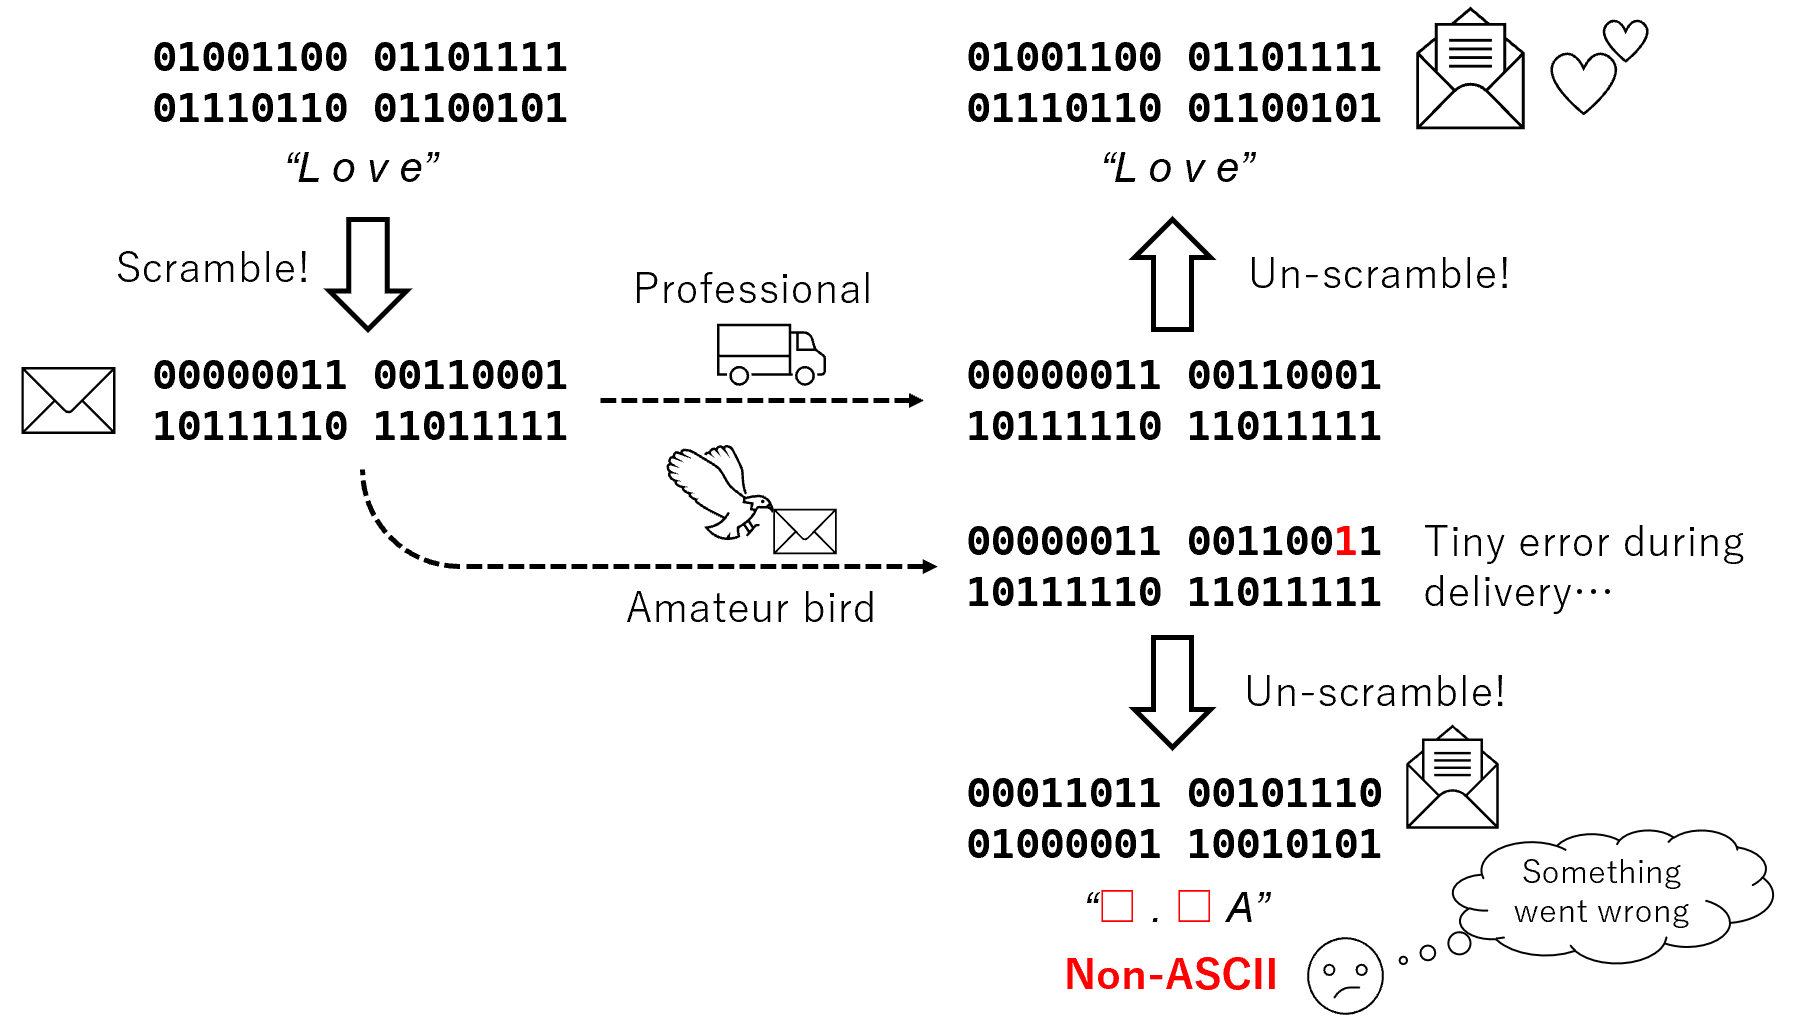 01001100 01101111
01110110 01100101
“L o v e”
Scramble!
00000011 00110001
10111110 11011111
Professional
Amateur bird
01001100 01101111
01110110 01100101
“L o v e”
Un-scramble!
00000011 00110001
10111110 11011111
00000011 00110011
10111110 11011111
Tiny error during
delivery…
Un-scramble!
00011011 00101110
01000001 10010101
“□ . □ A”
Non-ASCII
Something
went wrong